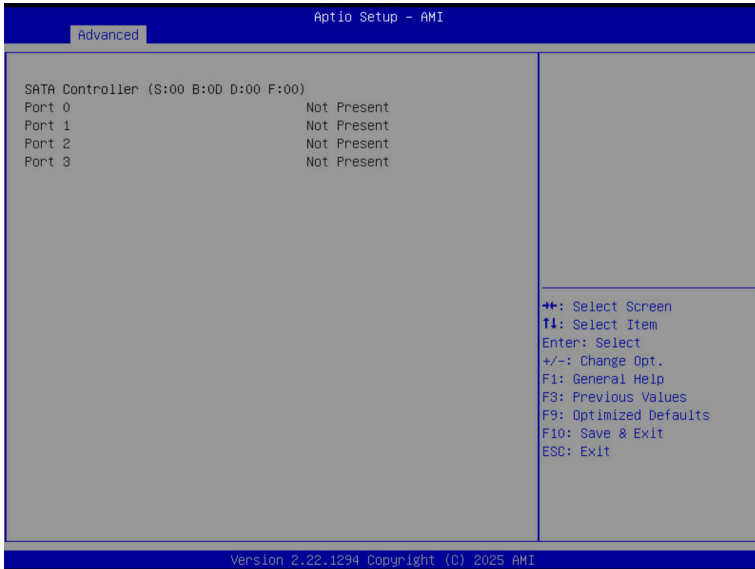 Aptio Setup - AMI
Advanced
SATA Controller (S:00 B:0D D:00 F:00)
Port 0 Not Present
Port 1 Not Present
Port 2 Not Present
Port 3 Not Present
→←: Select Screen
↑↓: Select Item
Enter: Select
+/-: Change Opt.
F1: General Help
F3: Previous Values
F9: Optimized Defaults
F10: Save & Exit
ESC: Exit
Version 2.22.1294 Copyright (C) 2025 AMI